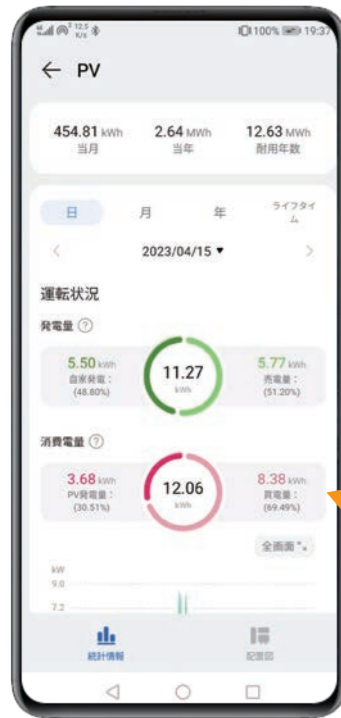 12.5 K/s
100% 19:37
← PV
454.81 kWh 2.64 MWh 12.63 MWh
当月 当年 耐用年数
日 月 年 ライフタイム
2023/04/15 ▼
運転状況
発電量 ?
5.50 kWh 11.27 kWh 5.77 kWh
自家発電： 売電量：
(48.80%) (51.20%)
消費電量 ?
3.68 kWh 12.06 kWh 8.38 kWh
PV発電量： 買電量：
(30.51%) (69.49%)
全画面
kW
9.0
7.2
統計情報 配置図